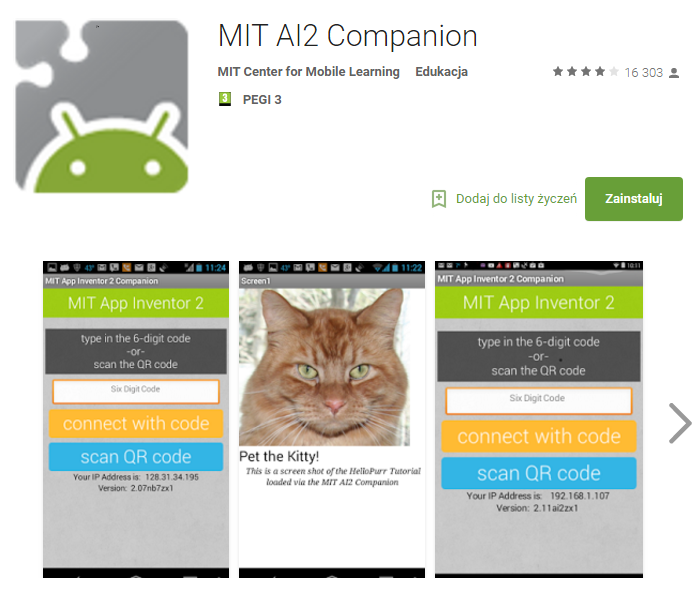 MIT AI2 Companion
MIT Center for Mobile Learning Edukacja
16 303
3 PEGI 3
Dodaj do listy życzeń
Zainstaluj
43° 11:24
MIT App Inventor 2 Companion
MIT App Inventor 2
type in the 6-digit code
-or-
scan the QR code
Six Digit Code
connect with code
scan QR code
Your IP Address is: 128.31.34.195
Version: 2.07nb7zx1
43° 11:22
Screen1
Pet the Kitty!
This is a screen shot of the HelloPurr Tutorial
loaded via the MIT AI2 Companion
10:11
MIT App Inventor 2 Companion
MIT App Inventor 2
type in the 6-digit code
-or-
scan the QR code
Six Digit Code
connect with code
scan QR code
Your IP Address is: 192.168.1.107
Version: 2.11ai2zx1